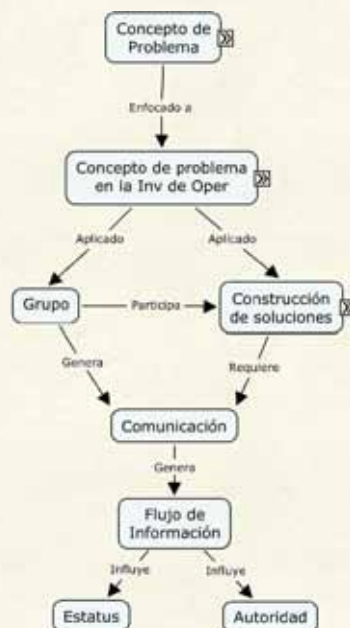 Concepto de
Problema
Enfocado a
Concepto de problema
en la Inv de Oper
Aplicado
Aplicado
Grupo
Participa
Construcción
de soluciones
Genera
Requiere
Comunicación
Genera
Flujo de
Información
Influye
Influye
Estatus
Autoridad